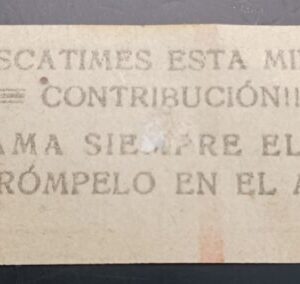 SCATIMES ESTA MI
CONTRIBUCIÓN!!
AMA SIEMPRE EL
RÓMPELO EN EL A